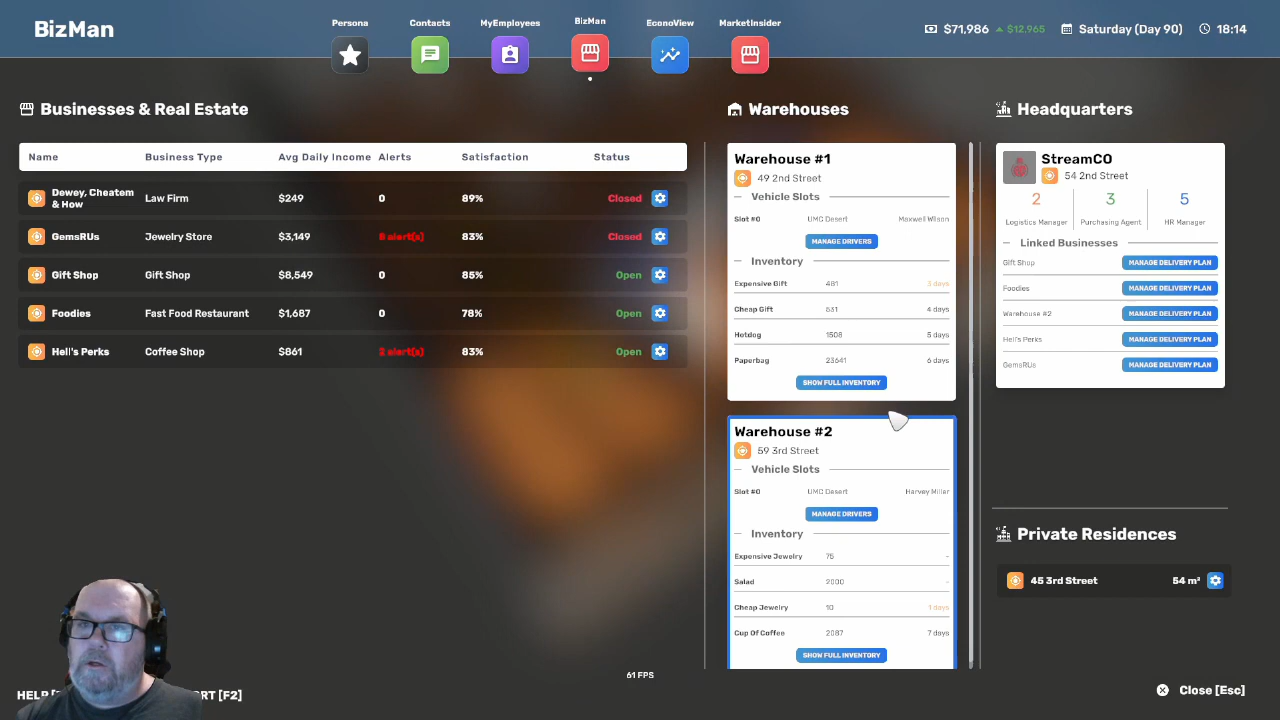 BizMan
Persona
Contacts
MyEmployees
BizMan
EconoView
MarketInsider
$71,986 $12,965 Saturday (Day 90) 18:14
Businesses & Real Estate
Name Business Type Avg Daily Income Alerts Satisfaction Status
Dewey, Cheatem & How Law Firm $249 0 89% Closed
GemsRUs Jewelry Store $3,149 alert(s) 83% Closed
Gift Shop Gift Shop $8,549 0 85% Open
Foodies Fast Food Restaurant $1,687 0 78% Open
Hell's Perks Coffee Shop $861 2 alert(s) 83% Open
Warehouses
Warehouse #1
49 2nd Street
Vehicle Slots
Slot #0 UMC Desert Maxwell Wilson
MANAGE DRIVERS
Inventory
Expensive Gift 481 3 days
Cheap Gift 531 4 days
Hotdog 1508 5 days
Paperbag 23641 6 days
SHOW FULL INVENTORY
Warehouse #2
59 3rd Street
Vehicle Slots
Slot #0 UMC Desert Harvey Millar
MANAGE DRIVERS
Inventory
Expensive Jewelry 75 -
Salad 2000 -
Cheap Jewelry 10 1 days
Cup Of Coffee 2087 7 days
SHOW FULL INVENTORY
Headquarters
StreamCO
54 2nd Street
2 3 5
Logistics Manager Purchasing Agent HR Manager
Linked Businesses
Gift Shop MANAGE DELIVERY PLAN
Foodies MANAGE DELIVERY PLAN
Warehouse #2 MANAGE DELIVERY PLAN
Hell's Perks MANAGE DELIVERY PLAN
GemsRUs MANAGE DELIVERY PLAN
Private Residences
45 3rd Street 54 m²
61 FPS
HELP [ RT [F2]
Close [Esc]